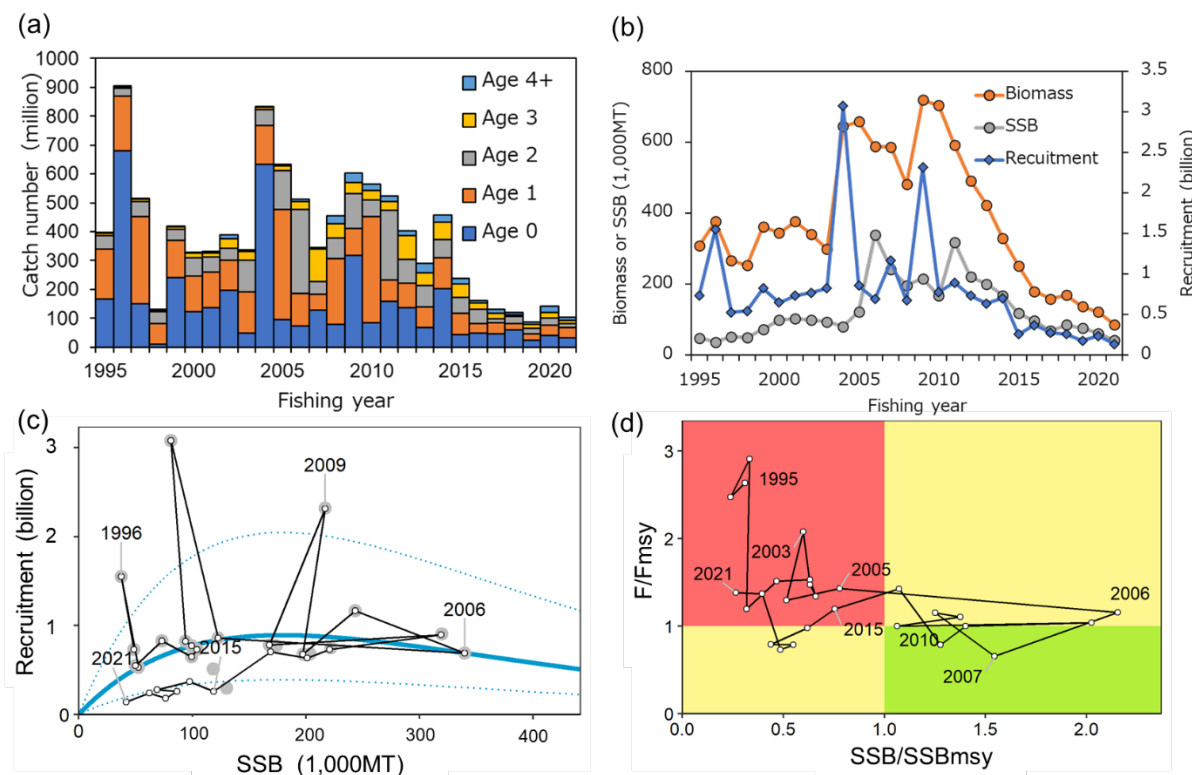 (a)
Catch number (million)
1000
900
800
700
600
500
400
300
200
100
0
Age 4+
Age 3
Age 2
Age 1
Age 0
1995 2000 2005 2010 2015 2020
Fishing year
(b)
Biomass or SSB (1,000MT)
800
600
400
200
0
Biomass
SSB
Recuitment
3.5
3
2.5
2
1.5
1
0.5
0
Recruitment (billion)
1995 2000 2005 2010 2015 2020
Fishing year
(c)
Recruitment (billion)
3
2
1
0
1996
2009
2006
2021
2015
0 100 200 300 400
SSB (1,000MT)
(d)
F/Fmsy
3
2
1
0
1995
2003
2021
2005
2006
2015
2010
2007
0.0 0.5 1.0 1.5 2.0
SSB/SSBmsy